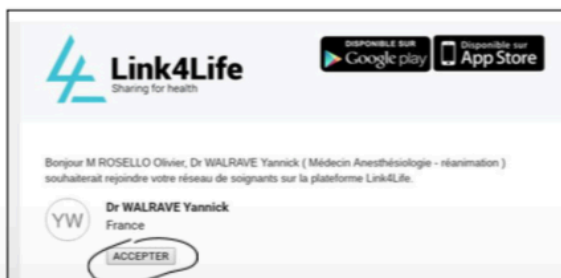 Link4Life
Sharing for health
DISPONIBLE SUR
Google play
Disponible sur
App Store
Bonjour M ROSELLO Olivier, Dr WALRAVE Yannick ( Médecin Anesthésiologie - réanimation )
souhaiterait rejoindre votre réseau de soignants sur la plateforme Link4Life.
YW
Dr WALRAVE Yannick
France
ACCEPTER